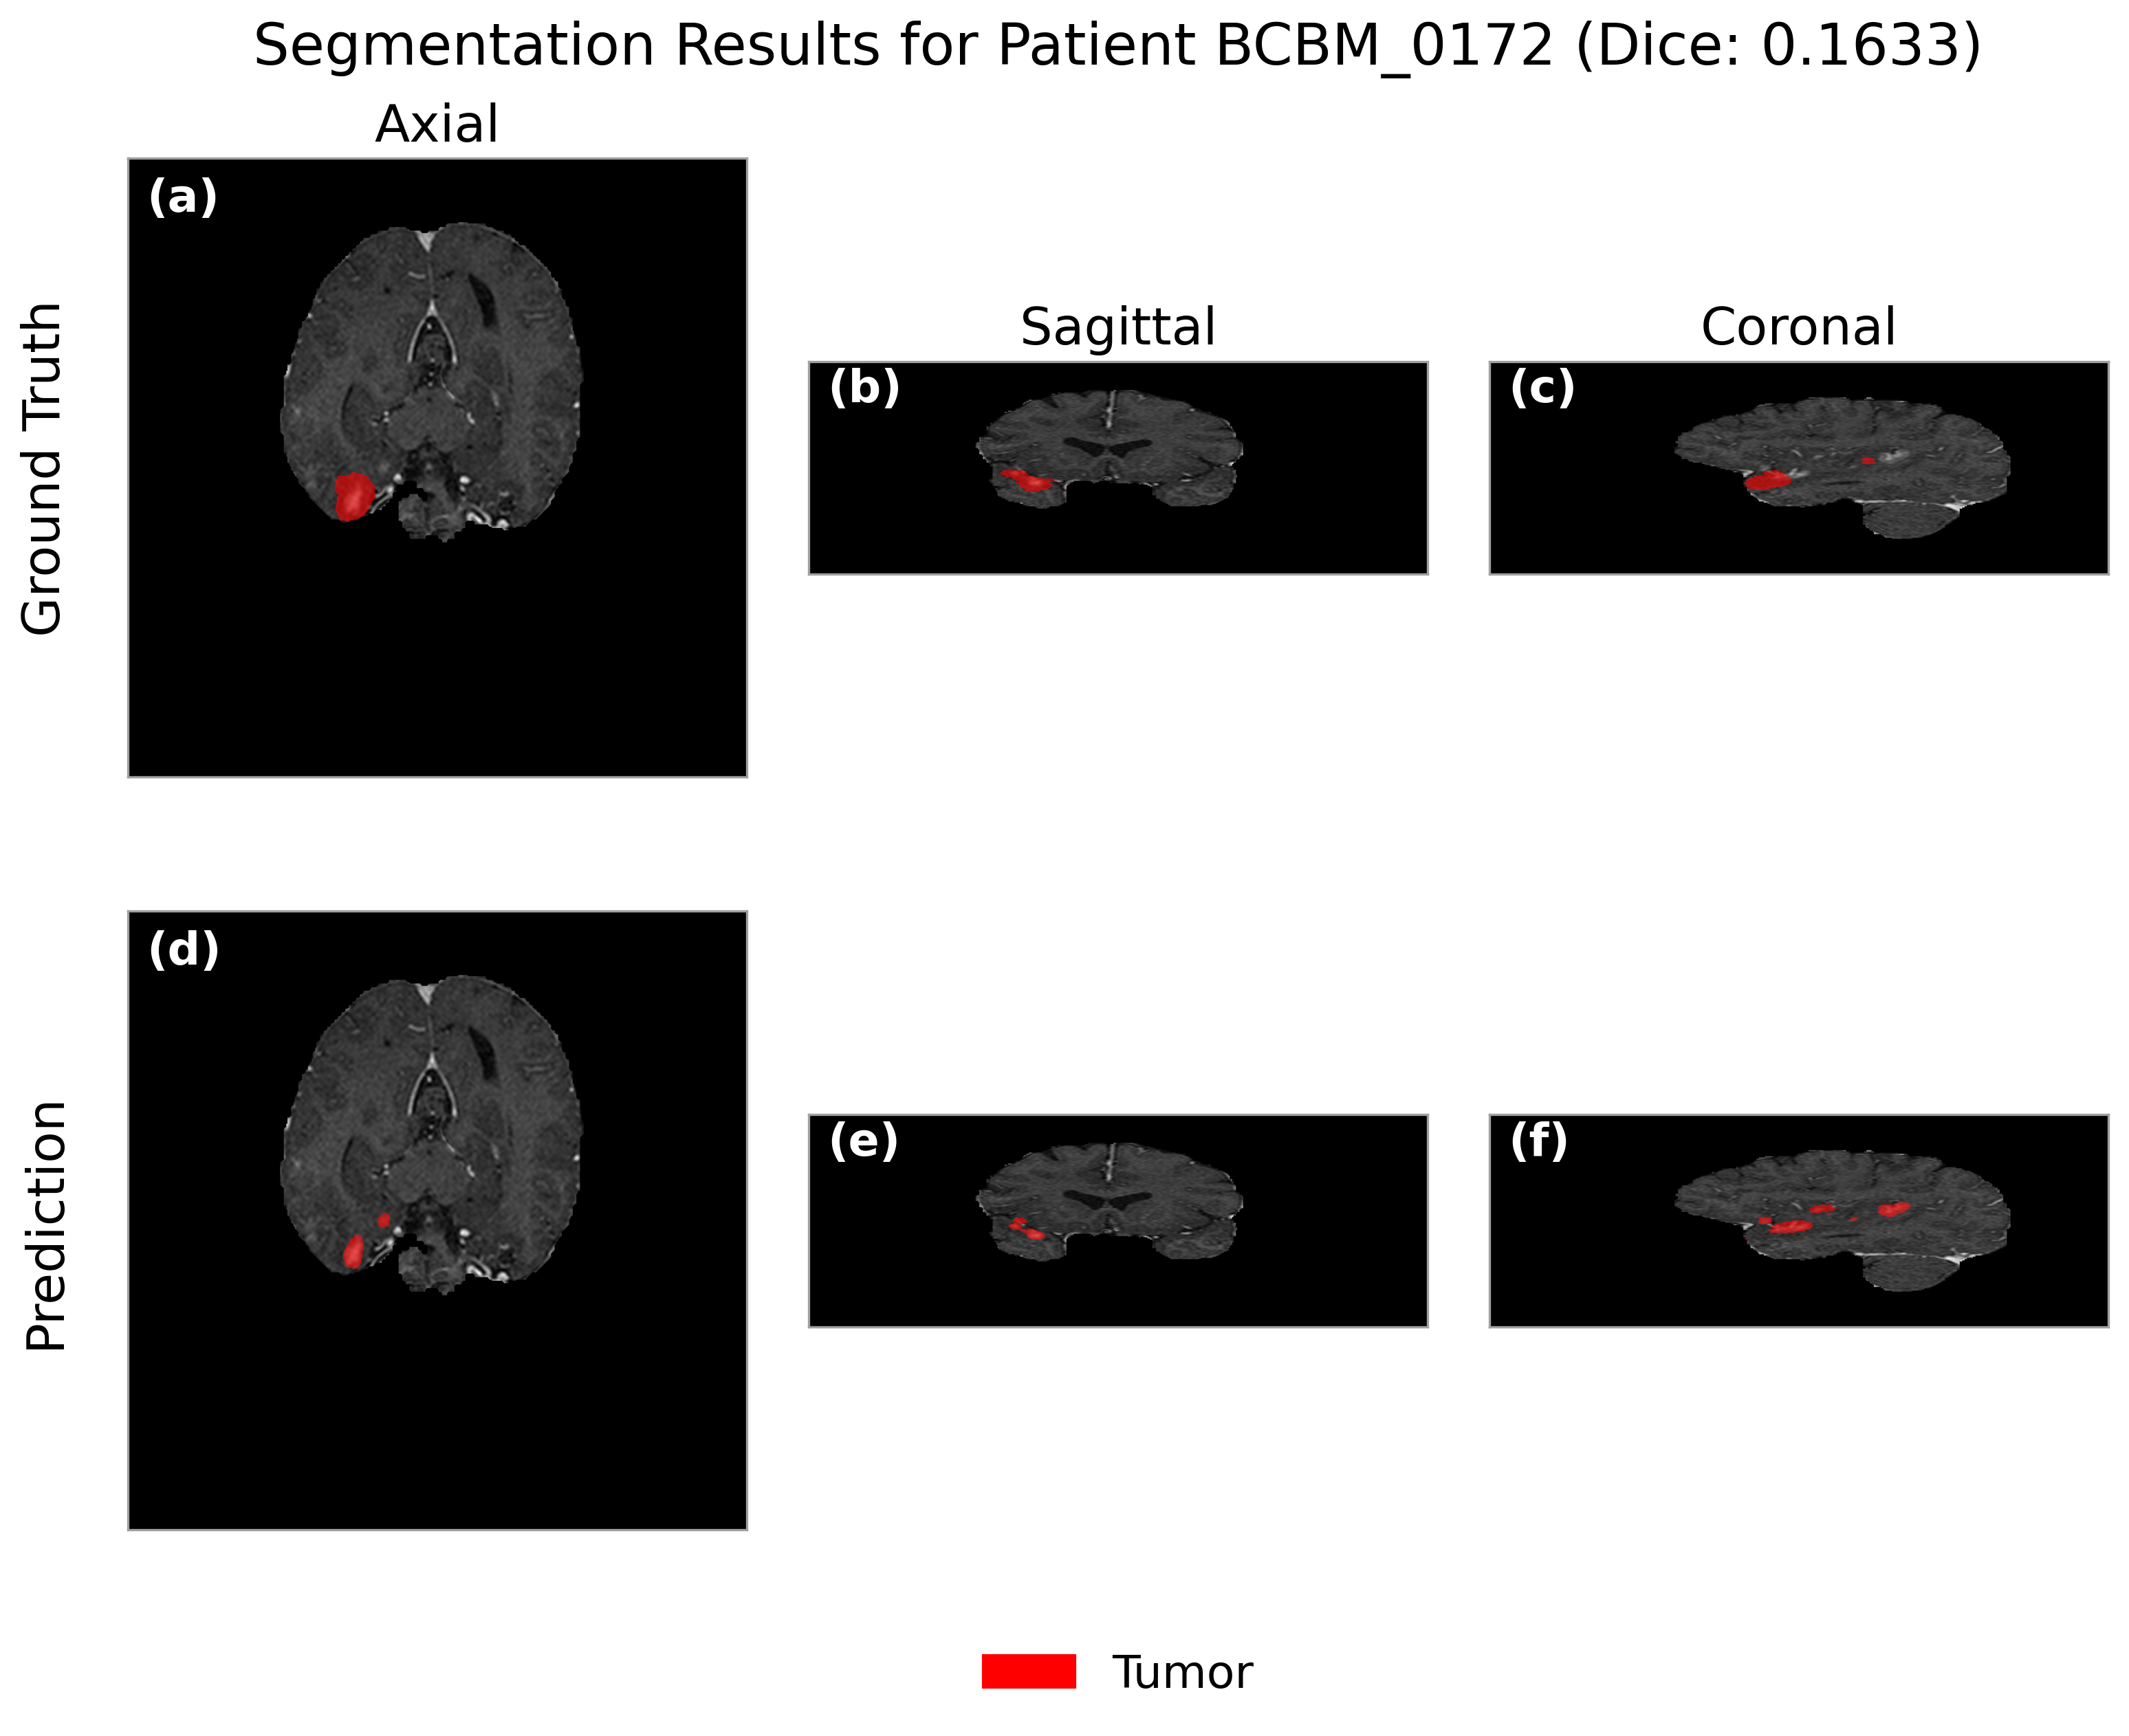 Segmentation Results for Patient BCBM_0172 (Dice: 0.1633)
Axial
(a)
Ground Truth
Sagittal
(b)
Coronal
(c)
(d)
Prediction
(e)
(f)
Tumor